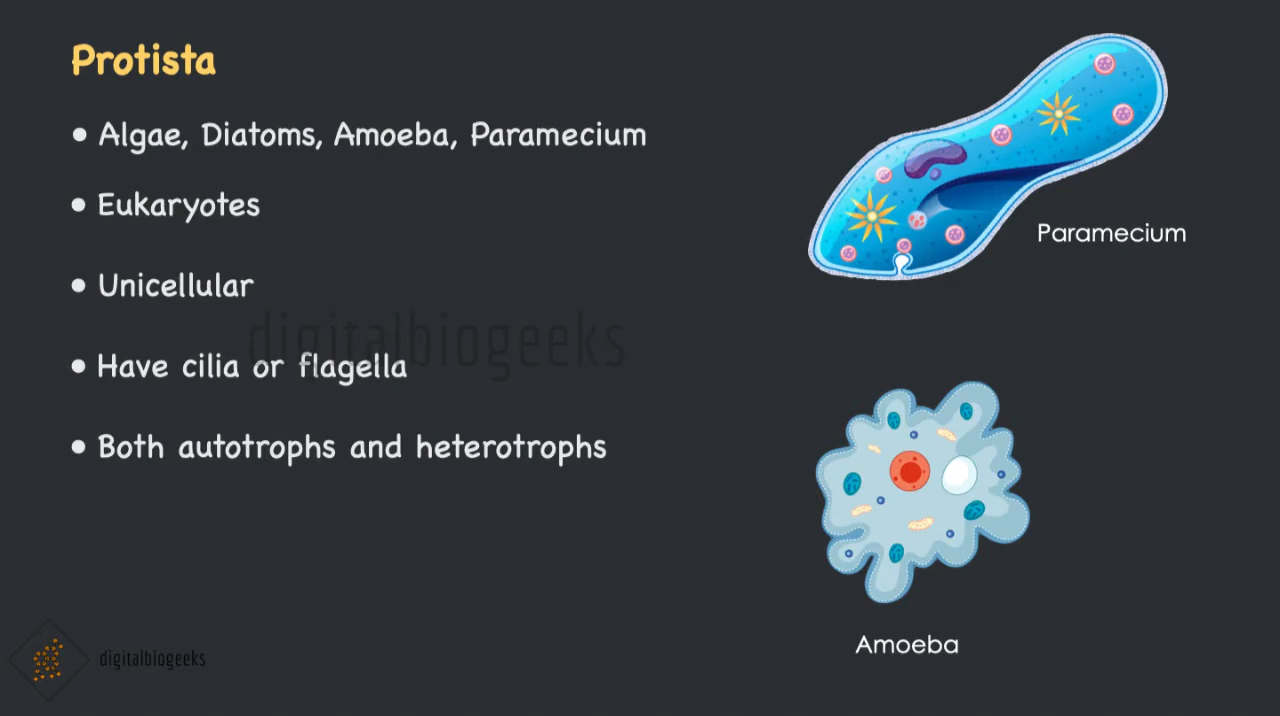 Protista
• Algae, Diatoms, Amoeba, Paramecium
• Eukaryotes
• Unicellular
• Have cilia or flagella
• Both autotrophs and heterotrophs
Paramecium
Amoeba
digitalbiogeeks
digitalbiogeeks